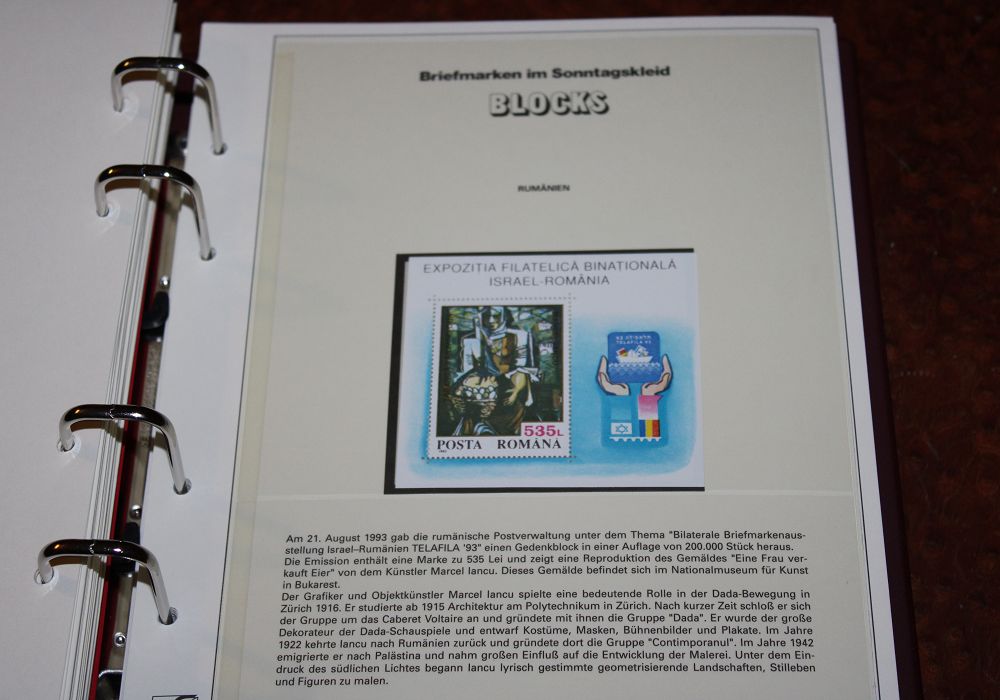 Briefmarken im Sonntagskleid
BLOCKS
RUMÄNIEN
EXPOZITIA FILATELICĂ BINATIONALĂ
ISRAEL-ROMÂNIA
TELAFILA 93
535L
POSTA ROMÂNA
1993
Am 21. August 1993 gab die rumänische Postverwaltung unter dem Thema "Bilaterale Briefmarkenaus-
stellung Israel–Rumänien TELAFILA '93" einen Gedenkblock in einer Auflage von 200.000 Stück heraus.
Die Emission enthält eine Marke zu 535 Lei und zeigt eine Reproduktion des Gemäldes "Eine Frau ver-
kauft Eier" von dem Künstler Marcel Iancu. Dieses Gemälde befindet sich im Nationalmuseum für Kunst
in Bukarest.
Der Grafiker und Objektkünstler Marcel Iancu spielte eine bedeutende Rolle in der Dada-Bewegung in
Zürich 1916. Er studierte ab 1915 Architektur am Polytechnikum in Zürich. Nach kurzer Zeit schloß er sich
der Gruppe um das Caberet Voltaire an und gründete mit ihnen die Gruppe "Dada". Er wurde der große
Dekorateur der Dada-Schauspiele und entwarf Kostüme, Masken, Bühnenbilder und Plakate. Im Jahre
1922 kehrte Iancu nach Rumänien zurück und gründete dort die Gruppe "Contimporanul". Im Jahre 1942
emigrierte er nach Palästina und nahm großen Einfluß auf die Entwicklung der Malerei. Unter dem Ein-
druck des südlichen Lichtes begann Iancu lyrisch gestimmte geometrisierende Landschaften, Stilleben
und Figuren zu malen.